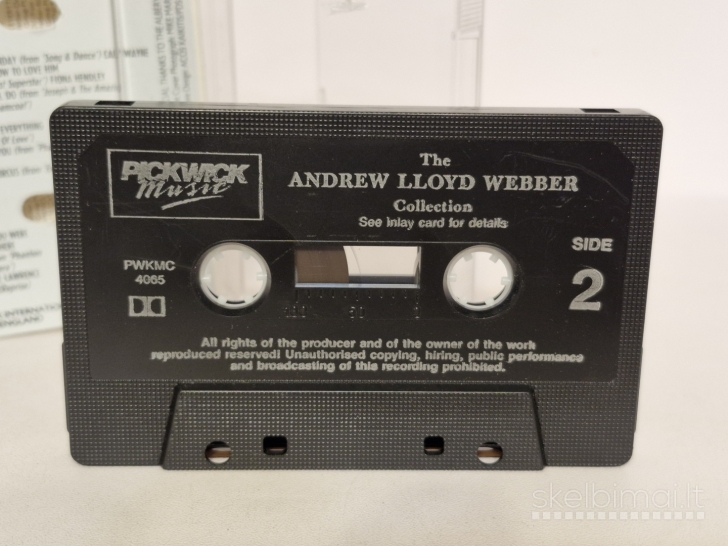 PICKWICK
Music
The
ANDREW LLOYD WEBBER
Collection
See inlay card for details
PWKMC
4065
SIDE
2
All rights of the producer and of the owner of the work
reproduced reserved! Unauthorised copying, hiring, public performance
and broadcasting of this recording prohibited.
skelbimai.lt